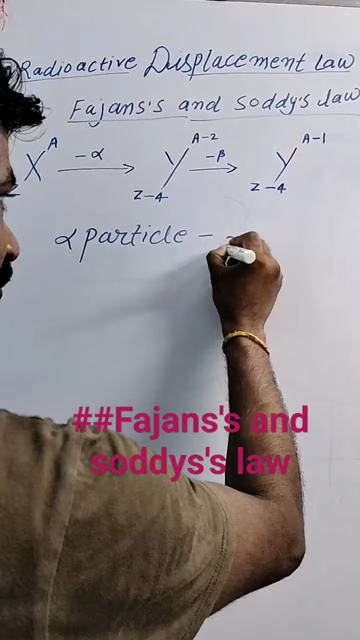 Radioactive Displacement Law
Fajans's and soddy's law
X A -α → Y A-2 Z-4 -β → Y A-1 Z-4
α particle -
##Fajans's and
soddys's law